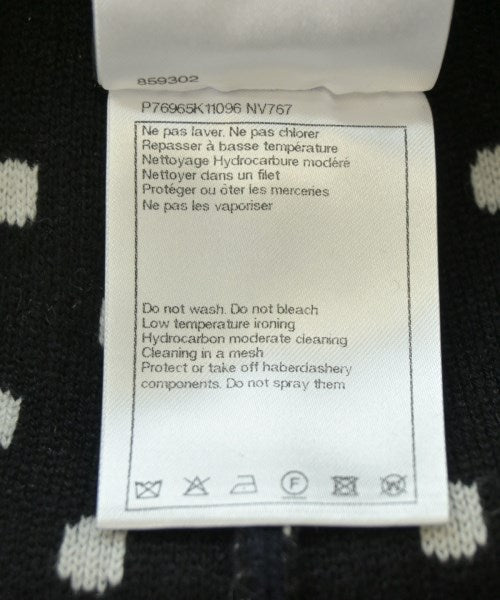 859302
P76965K11096 NV767
Ne pas laver. Ne pas chlorer
Repasser à basse température
Nettoyage Hydrocarbure modéré
Nettoyer dans un filet
Protéger ou ôter les merceries
Ne pas les vaporiser
Do not wash. Do not bleach
Low temperature ironing
Hydrocarbon moderate cleaning
Cleaning in a mesh
Protect or take off haberdashery
components. Do not spray them
F